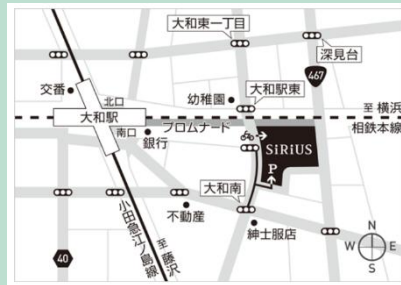 大和東一丁目
深見台
467
交番
北口
幼稚園
大和駅東
至 横浜
大和駅
プロムナード
相鉄本線
南口
銀行
SiRiUS
P
大和南
不動産
紳士服店
小田急江ノ島線
至 藤沢
40
N
W
E
S